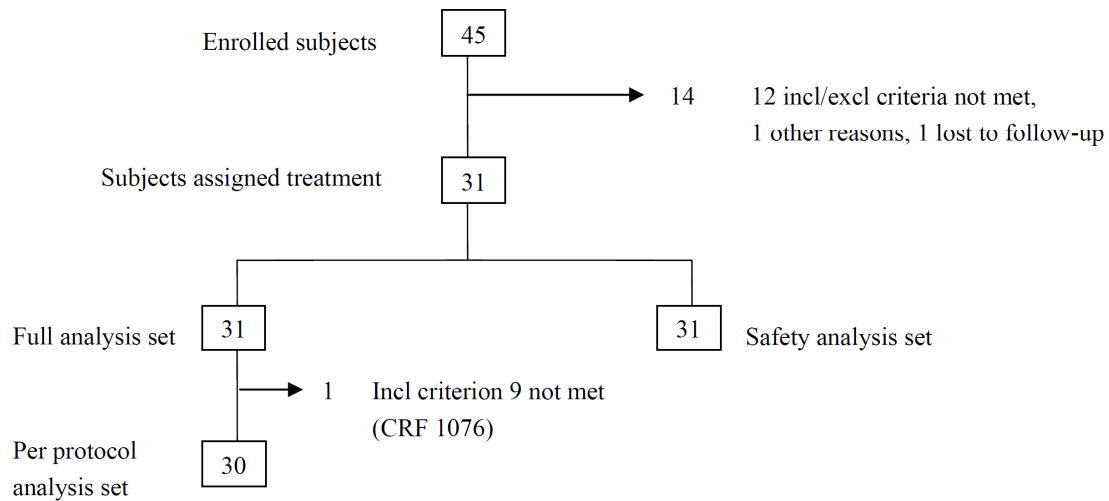 Enrolled subjects 45
14 12 incl/excl criteria not met,
1 other reasons, 1 lost to follow-up
Subjects assigned treatment 31
Full analysis set 31
31 Safety analysis set
1 Incl criterion 9 not met
(CRF 1076)
Per protocol
analysis set
30